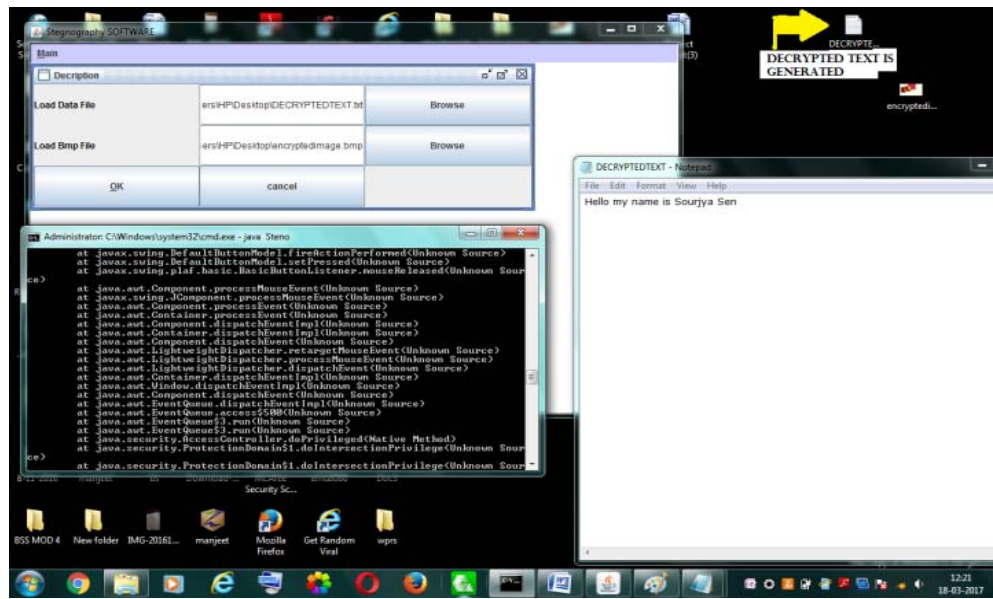 Stegnography SOFTWARE
Main
Decription
Load Data File
ers\HP\Desktop\DECRYPTEDTEXT.txt
Browse
Load Bmp File
ers\HP\Desktop\encryptedimage.bmp
Browse
OK
cancel
DECRYPTE...
DECRYPTED TEXT IS
GENERATED
encryptedi...
DECRYPTEDTEXT - Notepad
File Edit Format View Help
Hello my name is Sourjya Sen
Administrator: C:\Windows\system32\cmd.exe - java Steno
at javax.swing.DefaultButtonModel.fireActionPerformed(Unknown Source)
at javax.swing.DefaultButtonModel.setPressed(Unknown Source)
at javax.swing.plaf.basic.BasicButtonListener.mouseReleased(Unknown Sour
ce)
at java.awt.Component.processMouseEvent(Unknown Source)
at javax.swing.JComponent.processMouseEvent(Unknown Source)
at java.awt.Component.processEvent(Unknown Source)
at java.awt.Container.processEvent(Unknown Source)
at java.awt.Component.dispatchEventImpl(Unknown Source)
at java.awt.Container.dispatchEventImpl(Unknown Source)
at java.awt.Component.dispatchEvent(Unknown Source)
at java.awt.LightweightDispatcher.retargetMouseEvent(Unknown Source)
at java.awt.LightweightDispatcher.processMouseEvent(Unknown Source)
at java.awt.LightweightDispatcher.dispatchEvent(Unknown Source)
at java.awt.Container.dispatchEventImpl(Unknown Source)
at java.awt.Window.dispatchEventImpl(Unknown Source)
at java.awt.Component.dispatchEvent(Unknown Source)
at java.awt.EventQueue.dispatchEventImpl(Unknown Source)
at java.awt.EventQueue.access$500(Unknown Source)
at java.awt.EventQueue$3.run(Unknown Source)
at java.awt.EventQueue$3.run(Unknown Source)
at java.security.AccessController.doPrivileged(Native Method)
at java.security.ProtectionDomain$1.doIntersectionPrivilege(Unknown Sour
ce)
at java.security.ProtectionDomain$1.doIntersectionPrivilege(Unknown Sour
Security Sc...
BSS MOD 4
New folder
IMG-20161...
manjeet
Mozilla
Firefox
Get Random
Viral
wprs
12:21
18-03-2017